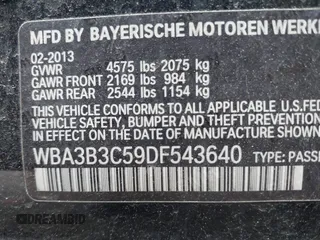 MFG BY BAYERISCHE MOTOREN WERKE
02-2013
GVWR 4575 lbs 2075 kg
GAWR FRONT 2169 lbs 984 kg
GAWR REAR 2544 lbs 1154 kg
THIS VEHICLE CONFORMS TO ALL APPLICABLE U.S. FED
VEHICLE SAFETY, BUMPER, AND THEFT PREVENTION
IN EFFECT ON THE DATE OF MANUFACTURE SHOWN
WBA3B3C59DF543640 TYPE: PASS
© DREAMBID